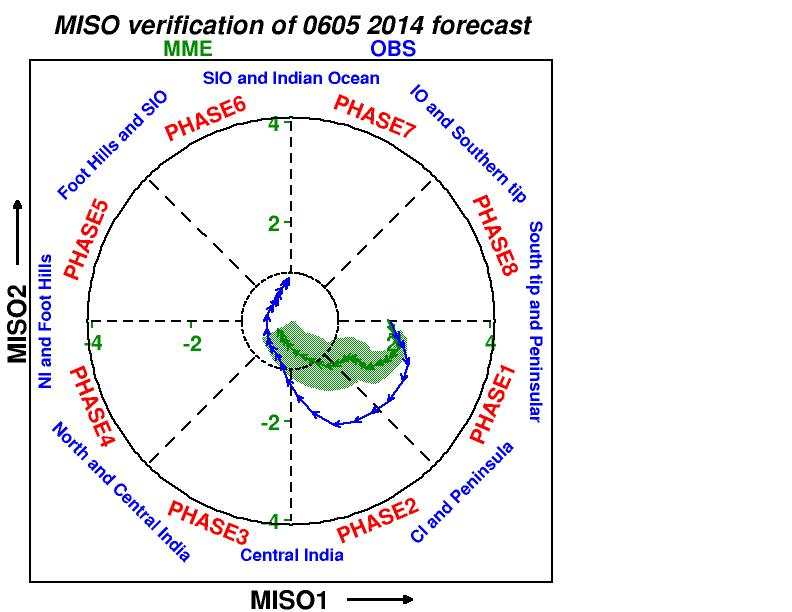 MISO verification of 0605 2014 forecast
MME OBS
SIO and Indian Ocean
IO and Southern tip
Foot Hills and SIO
PHASE6
PHASE7
4
PHASE5
PHASE8
2
South tip and Peninsular
NI and Foot Hills
MISO2
-4 -2 4
PHASE4
PHASE1
-2
North and Central India
CI and Peninsula
PHASE3
PHASE2
-4
Central India
MISO1